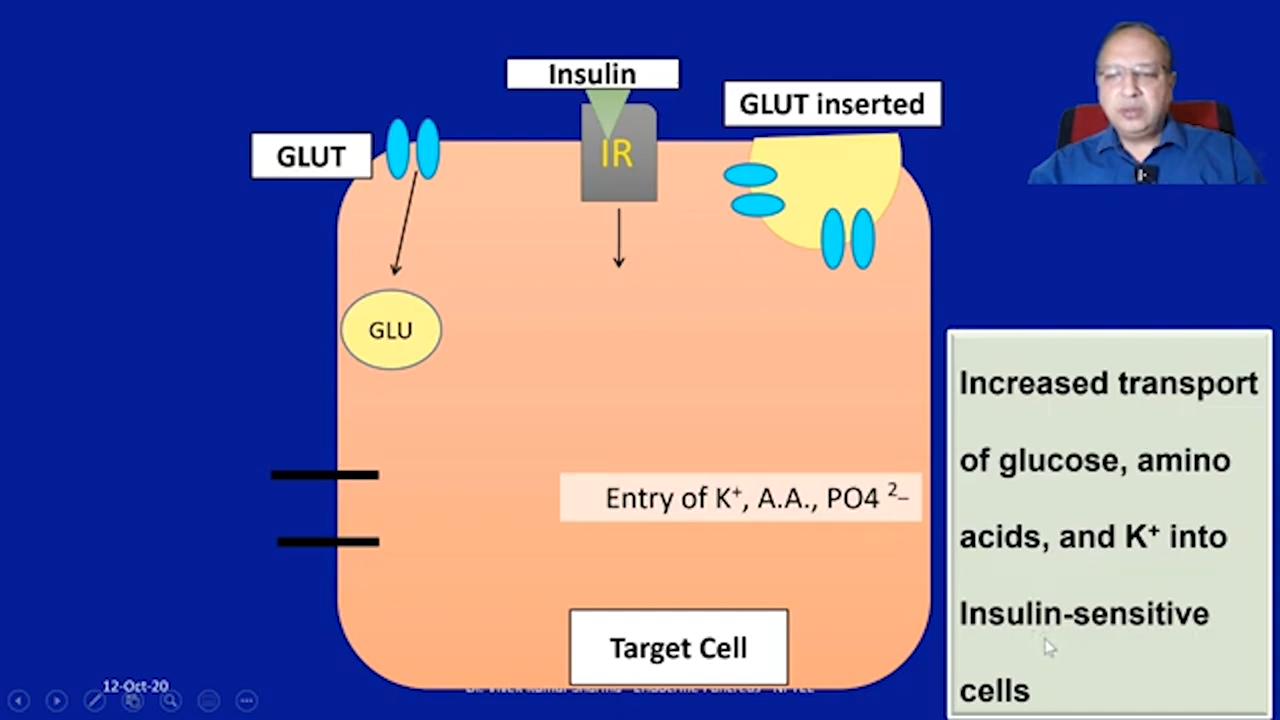 Insulin
GLUT inserted
GLUT
IR
GLU
Increased transport
of glucose, amino
acids, and K⁺ into
Insulin-sensitive
cells
Entry of K⁺, A.A., PO4 ²⁻
Target Cell
12-Oct-20